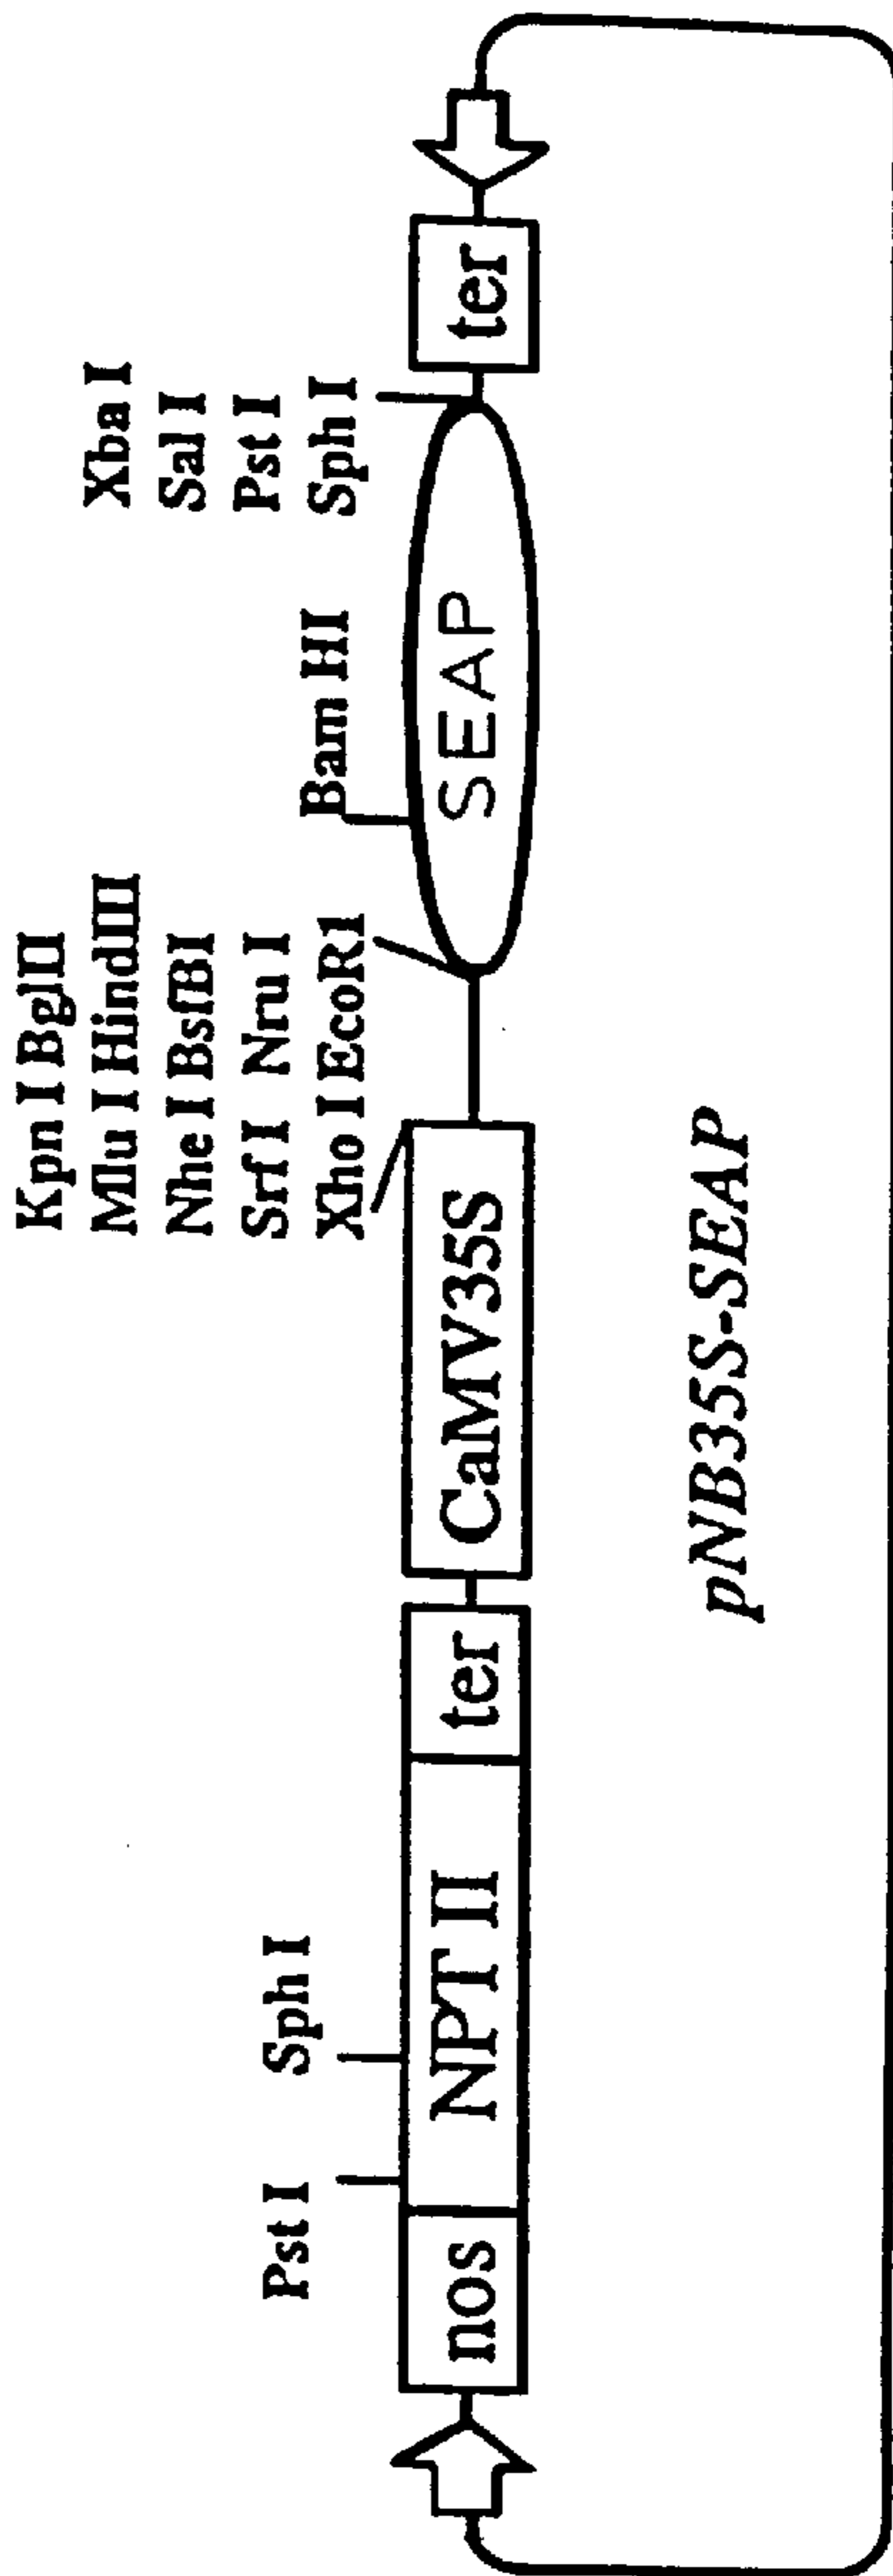 Kpn I BglII
Mlu I HindIII
Nhe I BsfBI
Srf I Nru I
Xho I EcoR1
Xba I
Sal I
Pst I
Sph I
Bam HI
Pst I
Sph I
nos
NPT II
ter
CaMV35S
SEAP
ter
pNB35S-SEAP